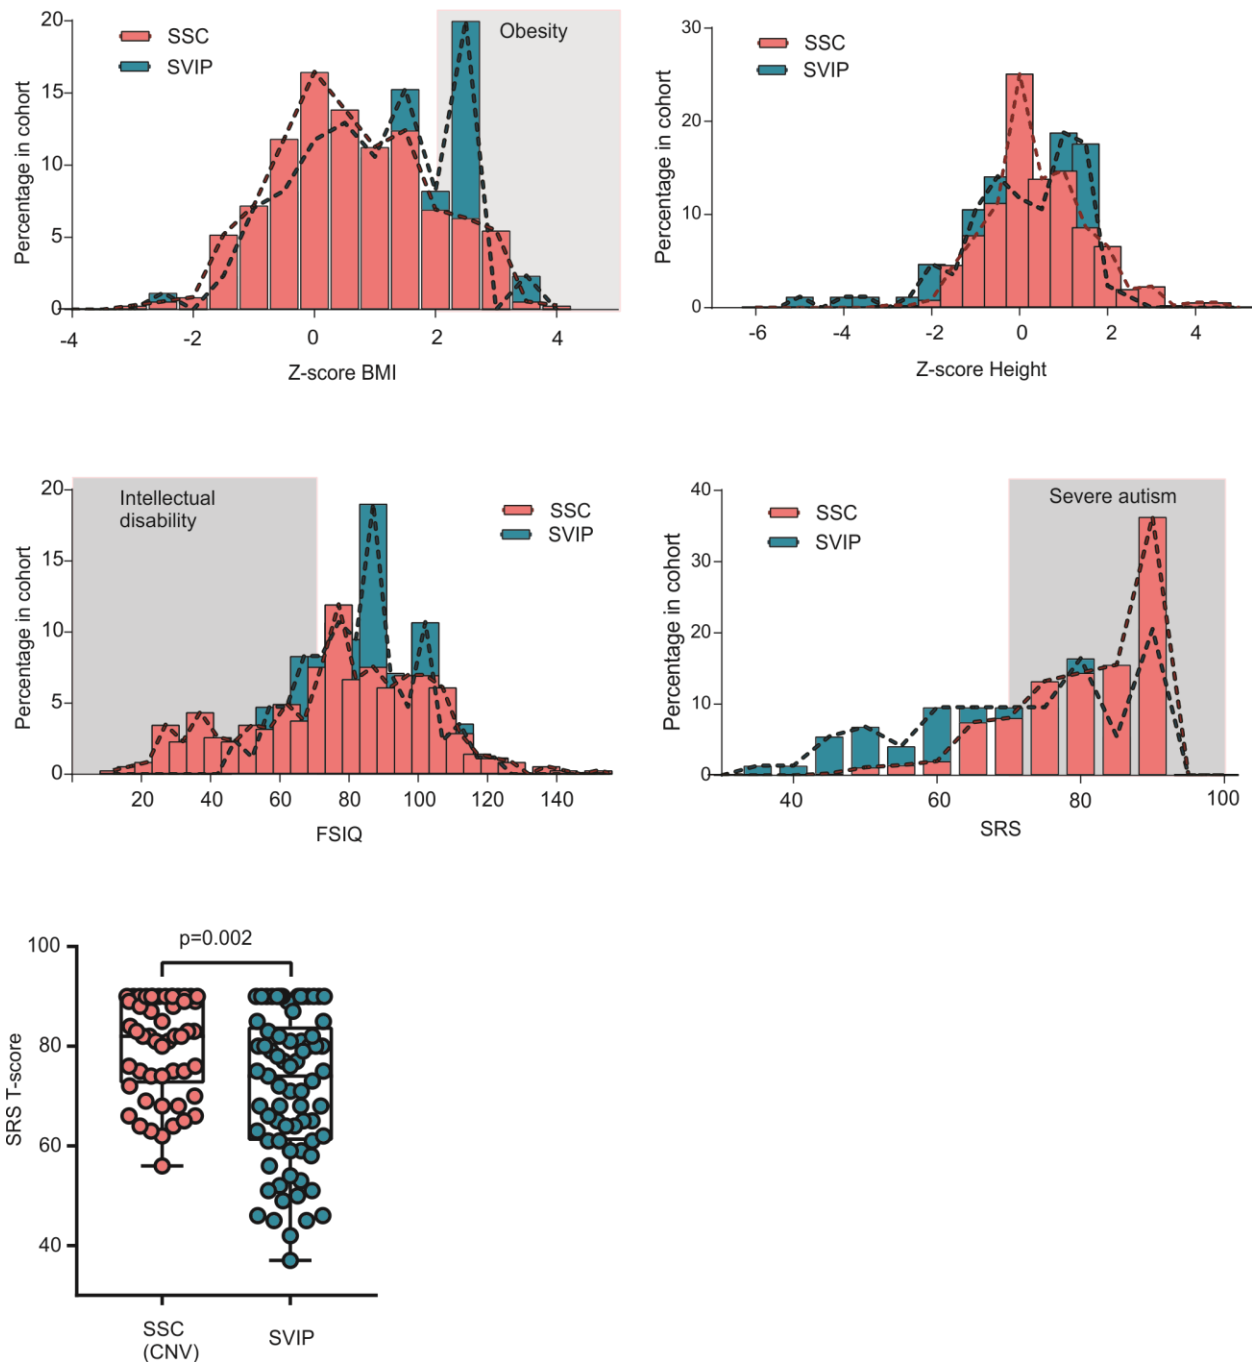 SSC
SVIP
Obesity
Percentage in cohort
20
15
10
5
0
-4
-2
0
2
4
Z-score BMI
SSC
SVIP
Percentage in cohort
30
20
10
0
-6
-4
-2
0
2
4
Z-score Height
Intellectual
disability
SSC
SVIP
Percentage in cohort
20
15
10
5
0
20
40
60
80
100
120
140
FSIQ
Severe autism
SSC
SVIP
Percentage in cohort
40
30
20
10
0
40
60
80
100
SRS
p=0.002
SRS T-score
100
80
60
40
SSC
(CNV)
SVIP